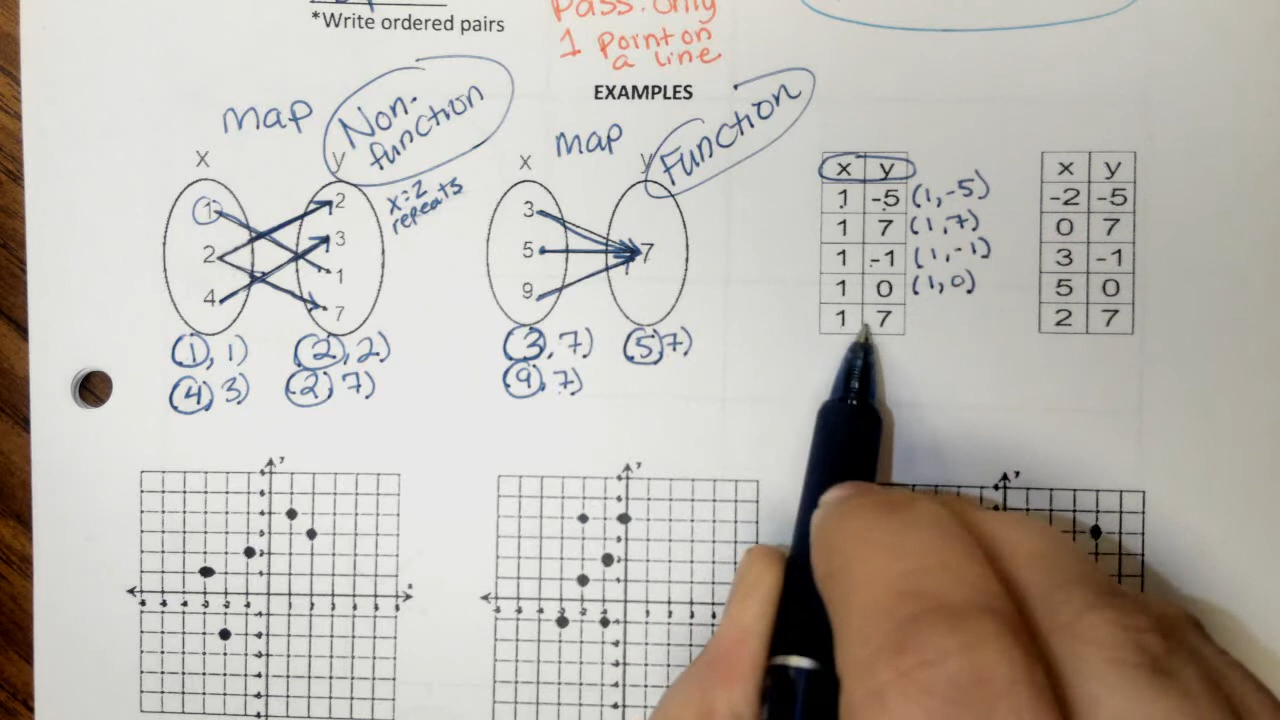 *Write ordered pairs
Pass. only
1 point on
a line
EXAMPLES
map
Non-
function
x y
1 2
2 3
4 1
7
x=2
repeats
(1, 1) (2, 2)
(4, 3) (2, 7)
map
Function
x y
3
5 7
9
(3, 7) (5, 7)
(9, 7)
x y
1 -5 (1, -5)
1 7 (1, 7)
1 -1 (1, -1)
1 0 (1, 0)
1 7
x y
-2 -5
0 7
3 -1
5 0
2 7
y
x
y
y